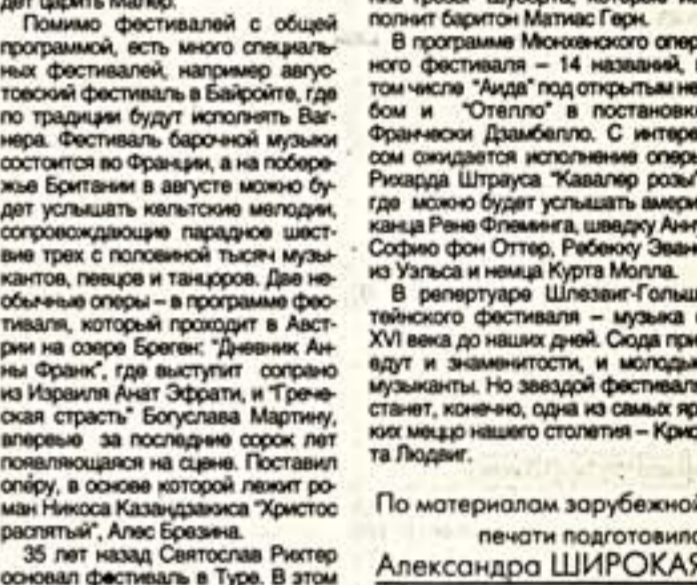 дет царить Малер.
Помимо фестивалей с общей
программой, есть много специаль-
ных фестивалей, например авгус-
товский фестиваль в Байройте, где
по традиции будут исполнять Ваг-
нера. Фестиваль барочной музыки
состоится во Франции, а на побере-
жье Британии в августе можно бу-
дет услышать кельтские мелодии,
сопровождающие парадное шест-
вие трех с половиной тысяч музы-
кантов, певцов и танцоров. Две не-
обычные оперы – в программе фес-
тиваля, который проходит в Авст-
рии на озере Бреген: "Дневник Ан-
ны Франк", где выступит сопрано
из Израиля Анат Эфрати, и "Грече-
ская страсть" Богуслава Мартину,
впервые за последние сорок лет
появляющаяся на сцене. Поставил
оперу, в основе которой лежит ро-
ман Никоса Казандзакиса "Христос
распятый", Алес Брезина.
35 лет назад Святослав Рихтер
основал фестиваль в Туре. В этом
полнит баритон Матиас Герн.
В программе Мюнхенского опер
ного фестиваля – 14 названий,
том числе "Аида" под открытым не
бом и "Отелло" в постановк
Франчески Дзамбелло. С интере
сом ожидается исполнение опер
Рихарда Штрауса "Кавалер розы"
где можно будет услышать амери
канца Рене Флеминга, шведку Анн
Софию фон Оттер, Ребекку Эван
из Уэльса и немца Курта Молла.
В репертуаре Шлезвиг-Гольш
тейнского фестиваля – музыка
XVI века до наших дней. Сюда при
едут и знаменитости, и молоды
музыканты. Но звездой фестивал
станет, конечно, одна из самых яр
ких меццо нашего столетия – Крис
та Людвиг.
По материалам зарубежной
печати подготовила
Александра ШИРОКАЯ